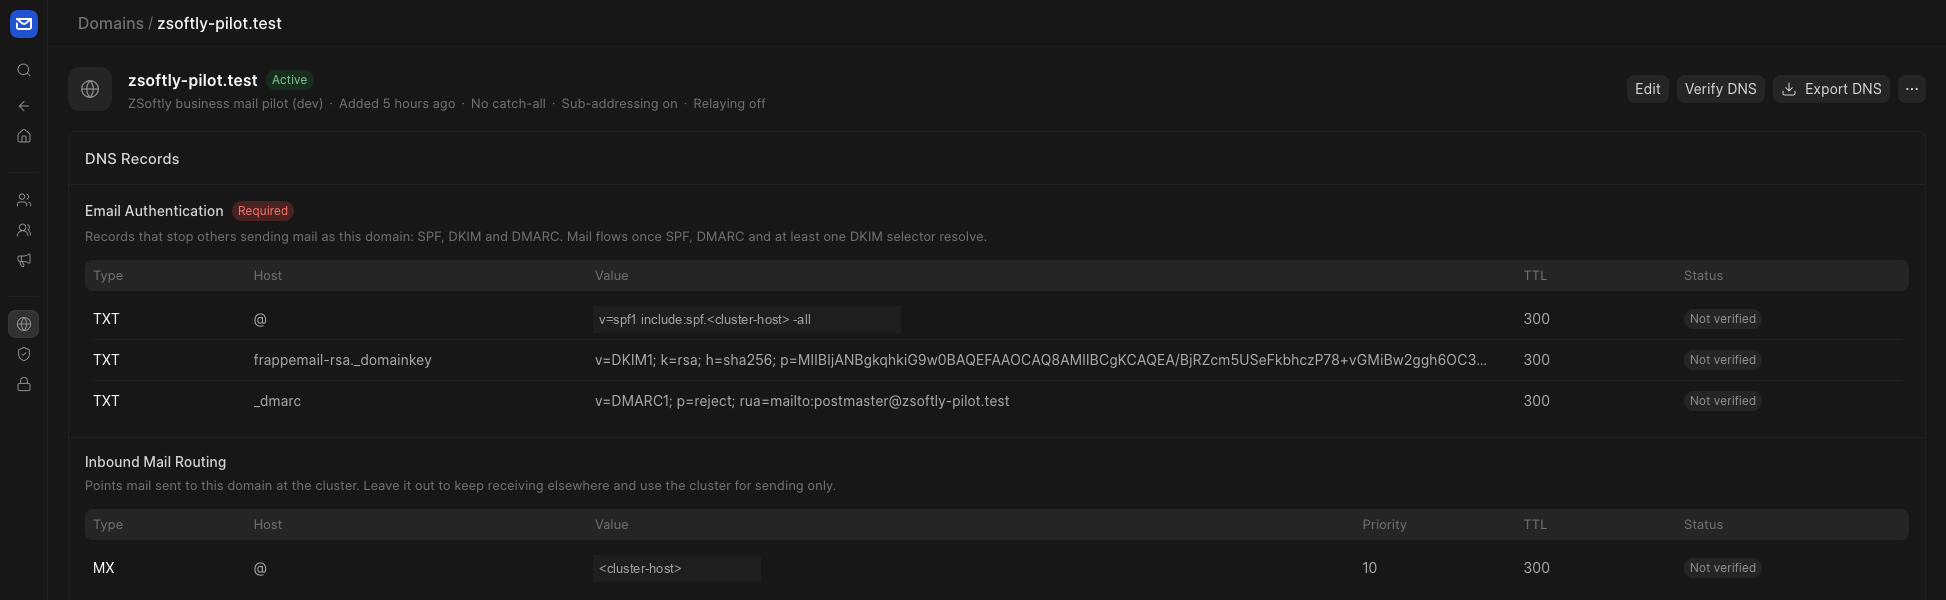 Domains / zsoftly-pilot.test
zsoftly-pilot.test Active
ZSoftly business mail pilot (dev) · Added 5 hours ago · No catch-all · Sub-addressing on · Relaying off
Edit Verify DNS Export DNS ...
DNS Records
Email Authentication Required
Records that stop others sending mail as this domain: SPF, DKIM and DMARC. Mail flows once SPF, DMARC and at least one DKIM selector resolve.
Type Host Value TTL Status
TXT @ v=spf1 include:spf.<cluster-host> -all 300 Not verified
TXT frappemail-rsa._domainkey v=DKIM1; k=rsa; h=sha256; p=MIIBIjANBgkqhkiG9w0BAQEFAAOCAQ8AMIIBCgKCAQEA/BjRZcm5USeFkbhczP78+vGMiBw2ggh6OC3... 300 Not verified
TXT _dmarc v=DMARC1; p=reject; rua=mailto:postmaster@zsoftly-pilot.test 300 Not verified
Inbound Mail Routing
Points mail sent to this domain at the cluster. Leave it out to keep receiving elsewhere and use the cluster for sending only.
Type Host Value Priority TTL Status
MX @ <cluster-host> 10 300 Not verified